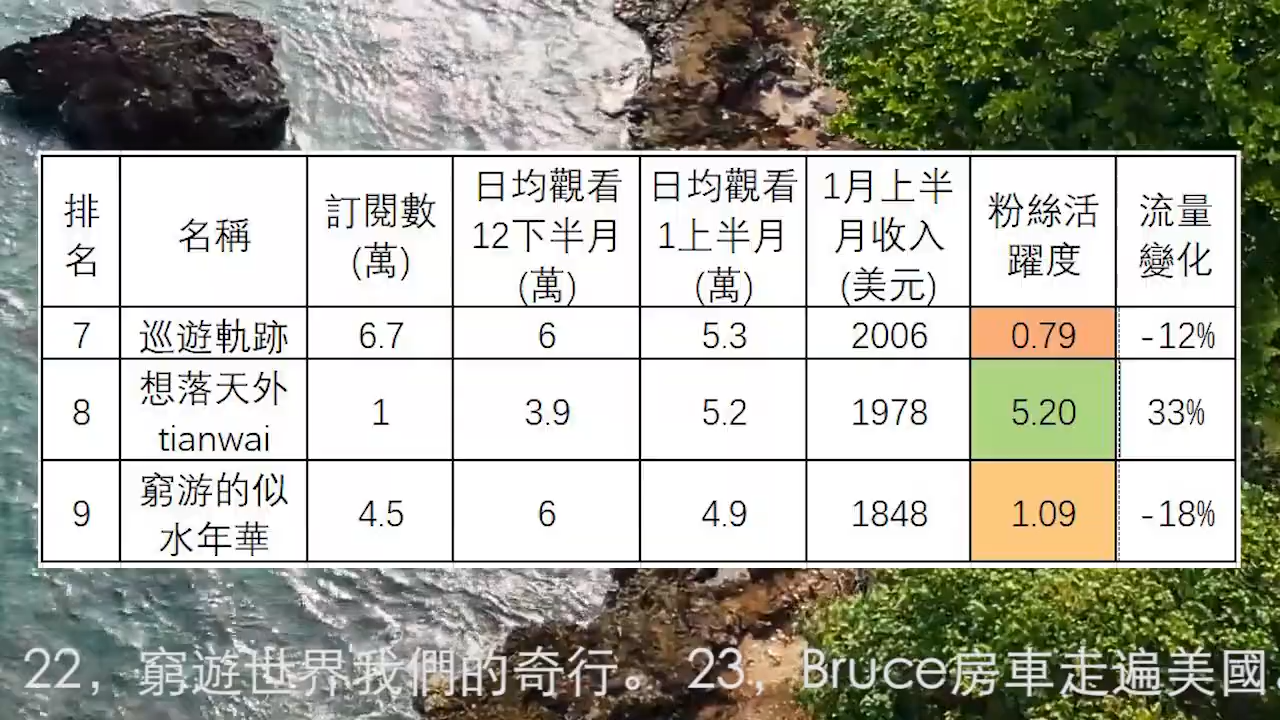 排名 名稱 訂閱數(萬) 日均觀看12下半月(萬) 日均觀看1上半月(萬) 1月上半月收入(美元) 粉絲活躍度 流量變化
7 巡遊軌跡 6.7 6 5.3 2006 0.79 -12%
8 想落天外tianwai 1 3.9 5.2 1978 5.20 33%
9 窮游的似水年華 4.5 6 4.9 1848 1.09 -18%
22，窮遊世界我們的奇行。 23，Bruce房車走遍美國。